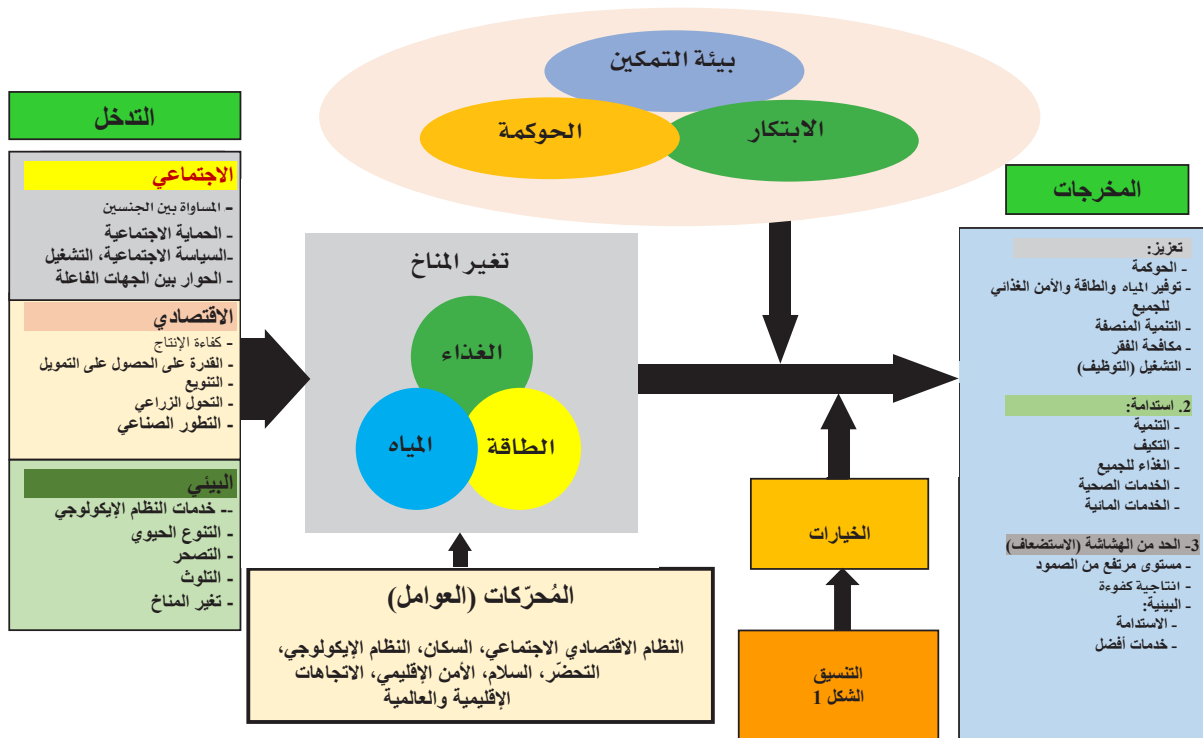 بيئة التمكين
الحوكمة
الابتكار
التدخل
الاجتماعي
- المساواة بين الجنسين
- الحماية الاجتماعية
-السياسة الاجتماعية، التشغيل
- الحوار بين الجهات الفاعلة
الاقتصادي
- كفاءة الإنتاج
- القدرة على الحصول على التمويل
- التنويع
- التحول الزراعي
- التطور الصناعي
البيئي
-- خدمات النظام الإيكولوجي
- التنوع الحيوي
- التصحر
- التلوث
- تغير المناخ
تغير المناخ
الغذاء
المياه
الطاقة
المُحرّكات (العوامل)
النظام الاقتصادي الاجتماعي، السكان، النظام الإيكولوجي،
التحضّر، السلام، الأمن الإقليمي، الاتجاهات
الإقليمية والعالمية
الخيارات
التنسيق
الشكل 1
المخرجات
تعزيز:
- الحوكمة
- توفير المياه والطاقة والأمن الغذائي
للجميع
- التنمية المنصفة
- مكافحة الفقر
- التشغيل (التوظيف)
2. استدامة:
- التنمية
- التكيف
- الغذاء للجميع
- الخدمات الصحية
- الخدمات المائية
3- الحد من الهشاشة (الاستضعاف)
- مستوى مرتفع من الصمود
- انتاجية كفوءة
- البيئية:
- الاستدامة
- خدمات أفضل